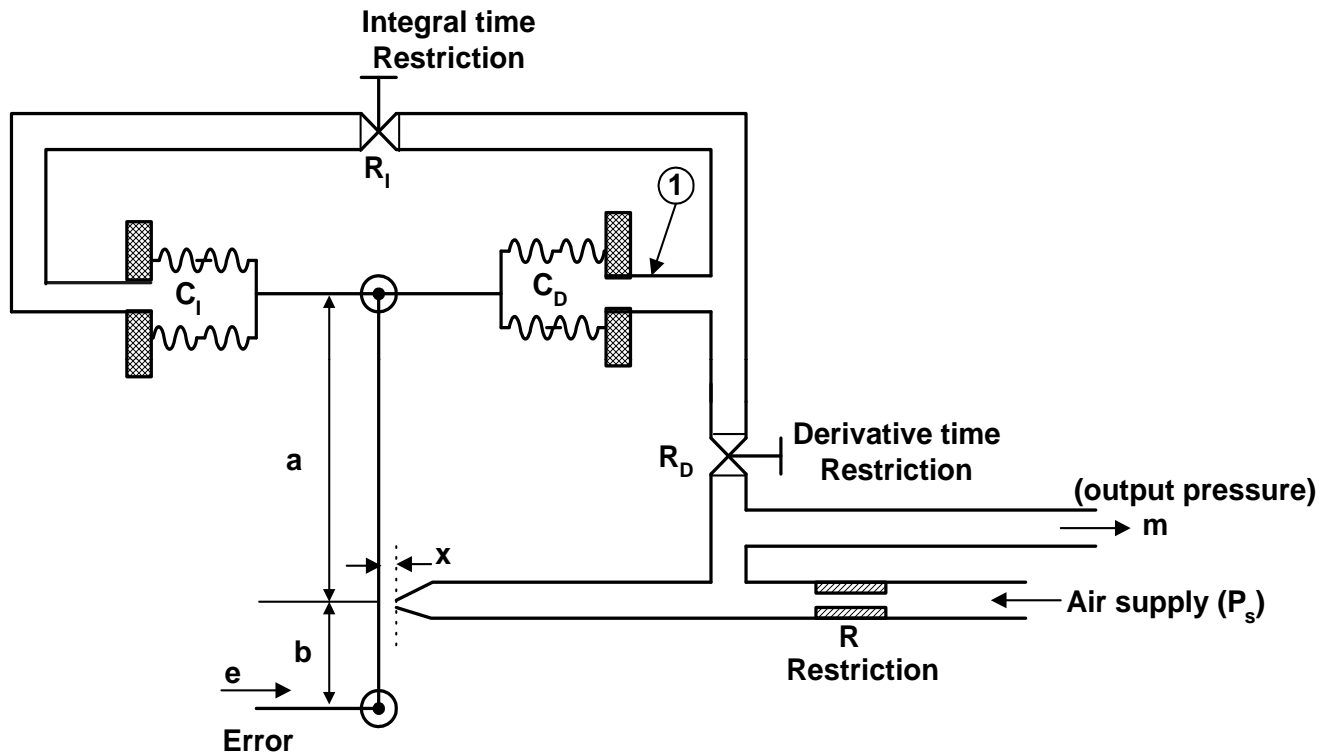 Integral time
Restriction
R_I
1
C_I
C_D
a
R_D
Derivative time
Restriction
(output pressure)
m
x
Air supply (P_s)
b
R
Restriction
e
Error